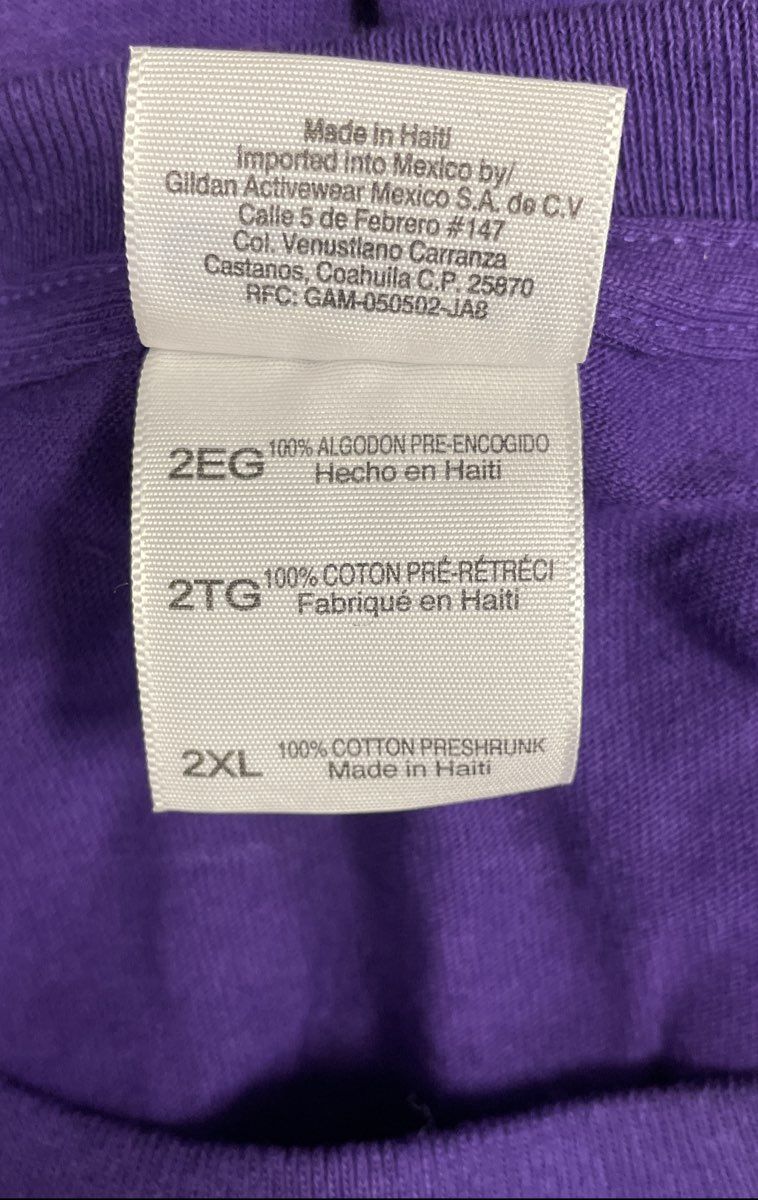 Made in Haiti
Imported into Mexico by/
Gildan Activewear Mexico S.A. de C.V
Calle 5 de Febrero #147
Col. Venustiano Carranza
Castanos, Coahuila C.P. 25870
RFC: GAM-050502-JA8
2EG 100% ALGODON PRE-ENCOGIDO
Hecho en Haiti
2TG 100% COTON PRÉ-RÉTRÉCI
Fabriqué en Haiti
2XL 100% COTTON PRESHRUNK
Made in Haiti